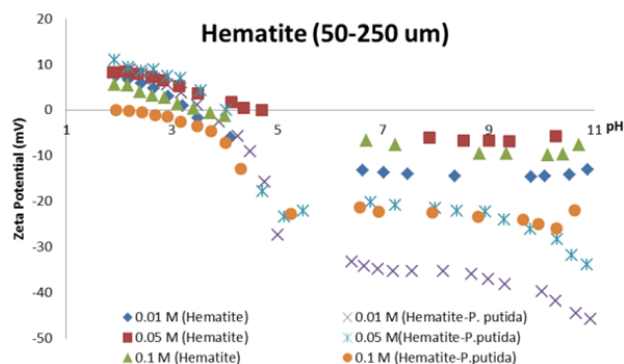 Hematite (50-250 um)
Zeta Potential (mV)
20
10
0
-10
-20
-30
-40
-50
1 3 5 7 9 11 pH
0.01 M (Hematite) 0.01 M (Hematite-P. putida)
0.05 M (Hematite) 0.05 M(Hematite-P.putida)
0.1 M (Hematite) 0.1 M (Hematite-P.putida)